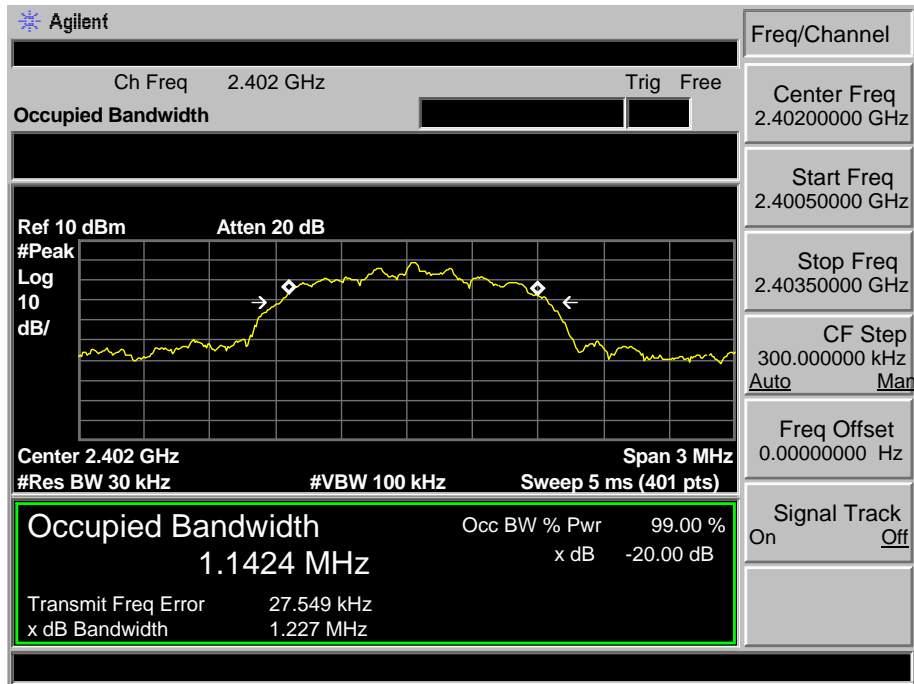 Agilent
Ch Freq 2.402 GHz Trig Free
Occupied Bandwidth
Ref 10 dBm Atten 20 dB
#Peak
Log
10
dB/
Center 2.402 GHz Span 3 MHz
#Res BW 30 kHz #VBW 100 kHz Sweep 5 ms (401 pts)
Occupied Bandwidth
1.1424 MHz
Occ BW % Pwr 99.00 %
x dB -20.00 dB
Transmit Freq Error 27.549 kHz
x dB Bandwidth 1.227 MHz
Freq/Channel
Center Freq
2.40200000 GHz
Start Freq
2.40050000 GHz
Stop Freq
2.40350000 GHz
CF Step
300.000000 kHz
Auto Man
Freq Offset
0.00000000 Hz
Signal Track
On Off